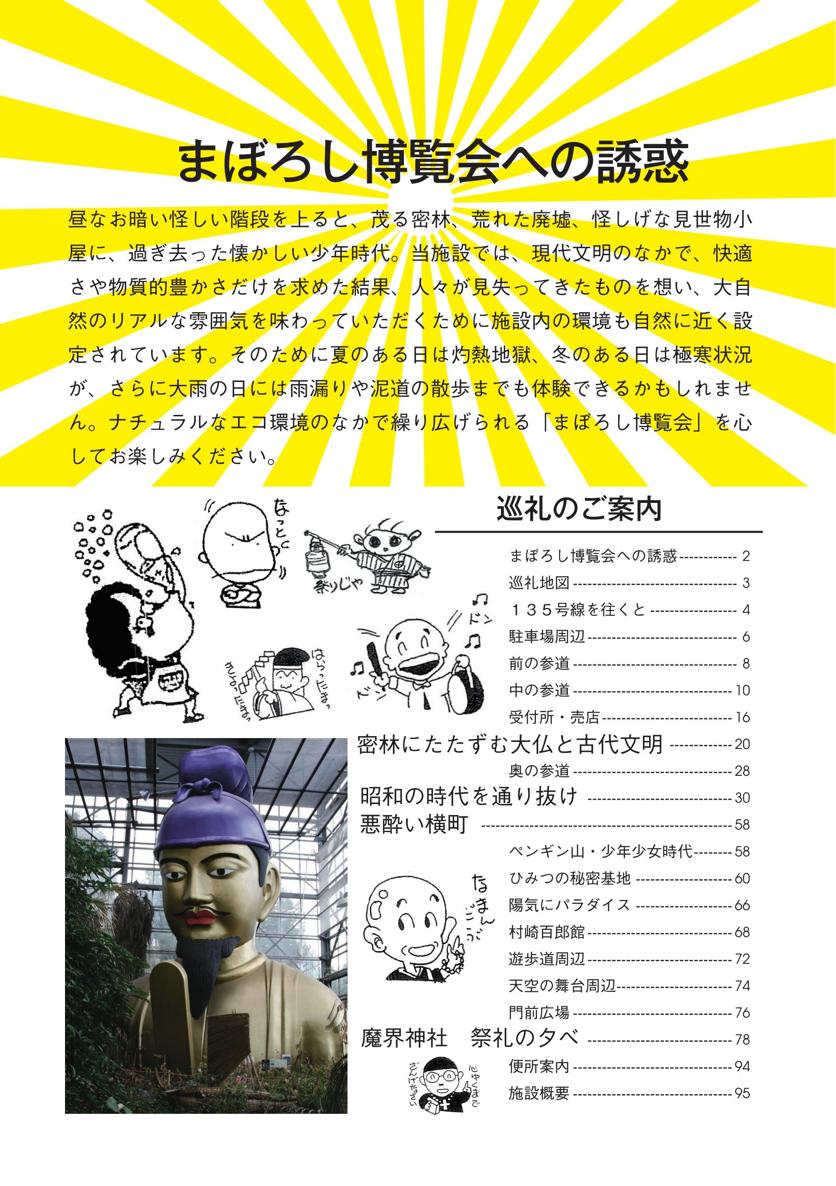 まぼろし博覧会への誘惑
昼なお暗い怪しい階段を上ると、茂る密林、荒れた廃墟、怪しげな見世物小
屋に、過ぎ去った懐かしい少年時代。当施設では、現代文明のなかで、快適
さや物質的豊かさだけを求めた結果、人々が見失ってきたものを想い、大自
然のリアルな雰囲気を味わっていただくために施設内の環境も自然に近く設
定されています。そのために夏のある日は灼熱地獄、冬のある日は極寒状況
が、さらに大雨の日には雨漏りや泥道の散歩までも体験できるかもしれませ
ん。ナチュラルなエコ環境のなかで繰り広げられる「まぼろし博覧会」を心
してお楽しみください。
巡礼のご案内
なっとく
祭りじゃ
ドン
ドン
まぼろし博覧会への誘惑------------ 2
巡礼地図 ------------------------------- 3
１３５号線を往くと ----------------- 4
駐車場周辺----------------------------- 6
前の参道 ------------------------------- 8
中の参道 ------------------------------- 10
受付所・売店-------------------------- 16
密林にたたずむ大仏と古代文明 ------------20
奥の参道 ------------------------------- 28
昭和の時代を通り抜け ---------------------------- 30
悪酔い横町 ------------------------------------------------ 58
ペンギン山・少年少女時代-------- 58
ひみつの秘密基地 ------------------- 60
陽気にパラダイス ------------------- 66
村崎百郎館----------------------------- 68
遊歩道周辺----------------------------- 72
天空の舞台周辺----------------------- 74
門前広場 ------------------------------- 76
魔界神社　祭礼の夕べ ---------------------------- 78
便所案内 ------------------------------- 94
施設概要 ------------------------------- 95